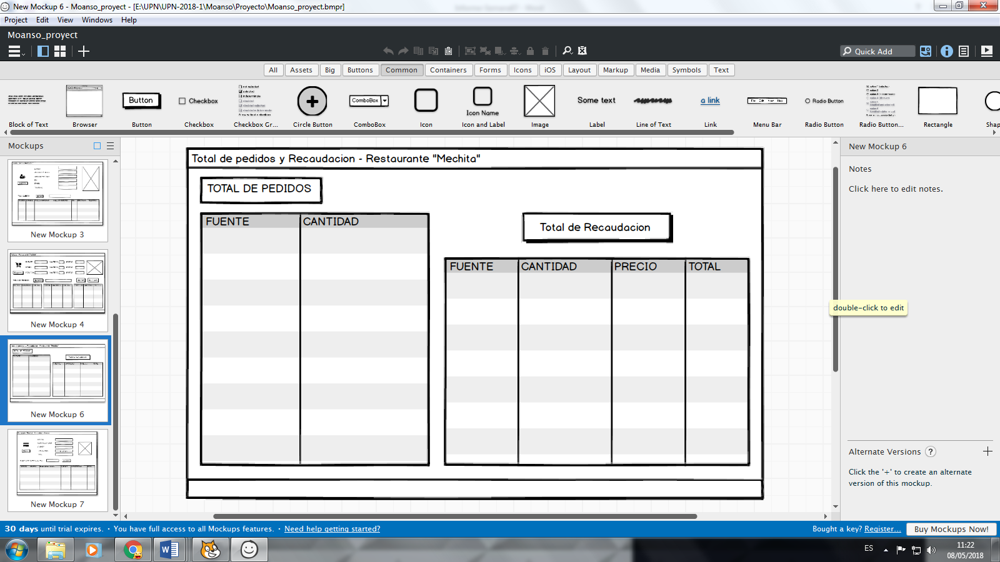 New Mockup 6 - Moanso_proyect - [E:\UPN\UPN-2018-1\Moanso\Proyecto\Moanso_proyect.bmpr]
Project Edit View Windows Help
Moanso_proyect
Quick Add
All Assets Big Buttons Common Containers Forms Icons iOS Layout Markup Media Symbols Text
Button
Checkbox
ComboBox
Icon Name
Some text
a link
File Edit View Help
Radio Button
Block of Text Browser Button Checkbox Checkbox Gr... Circle Button ComboBox Icon Icon and Label Image Label Line of Text Link Menu Bar Radio Button Radio Button... Rectangle Shap
Mockups
New Mockup 3
New Mockup 4
New Mockup 6
New Mockup 7
Total de pedidos y Recaudacion - Restaurante "Mechita"
TOTAL DE PEDIDOS
FUENTE CANTIDAD
Total de Recaudacion
FUENTE CANTIDAD PRECIO TOTAL
New Mockup 6
Notes
Click here to edit notes.
double-click to edit
Alternate Versions ?
Click the '+' to create an alternate
version of this mockup.
30 days until trial expires. · You have full access to all Mockups features. · Need help getting started?
Bought a key? Register... Buy Mockups Now!
ES
11:22
08/05/2018